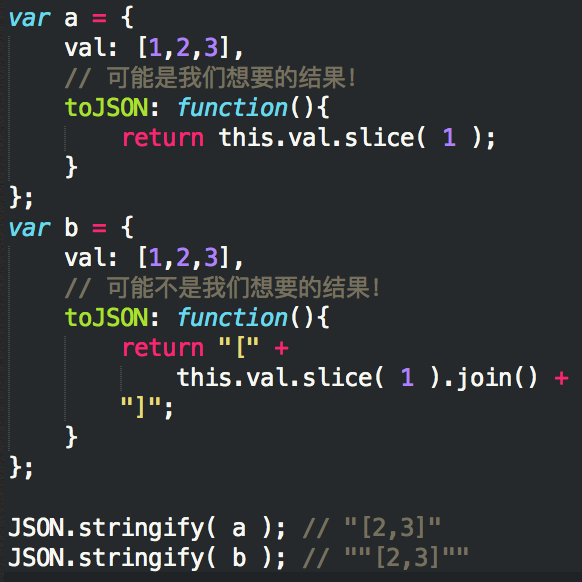 var a = {
    val: [1,2,3],
    // 可能是我们想要的结果!
    toJSON: function(){
        return this.val.slice( 1 );
    }
};
var b = {
    val: [1,2,3],
    // 可能不是我们想要的结果!
    toJSON: function(){
        return "[" +
            this.val.slice( 1 ).join() +
        "]";
    }
};

JSON.stringify( a ); // "[2,3]"
JSON.stringify( b ); // ""[2,3]""